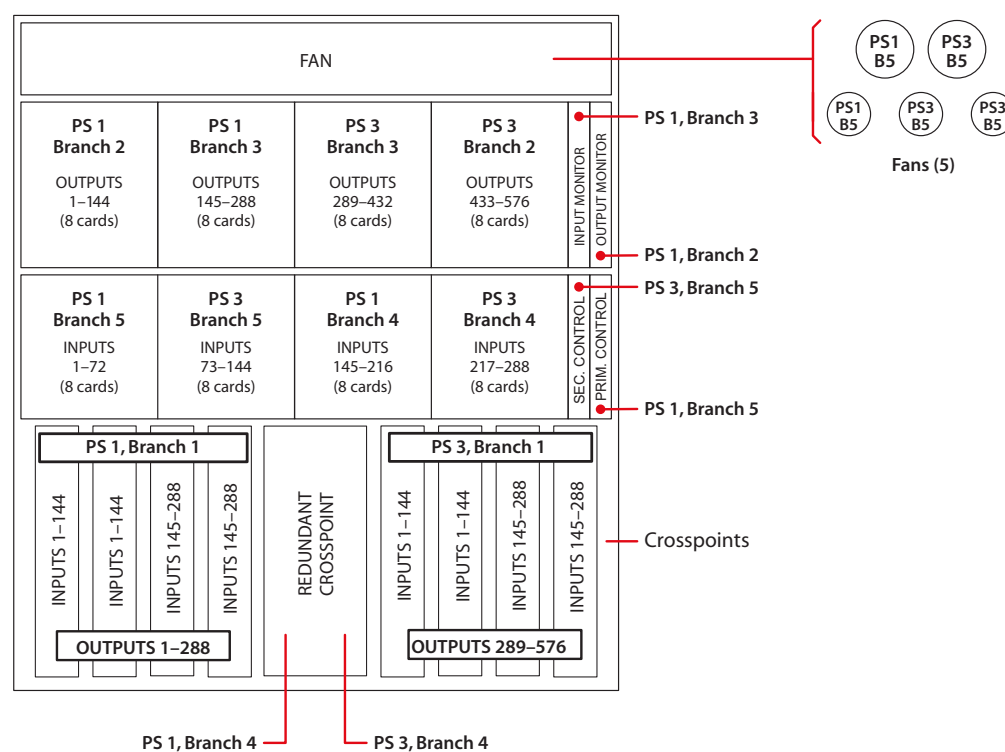 FAN
PS1
B5
PS3
B5
PS1
B5
PS3
B5
PS3
B5
Fans (5)
PS 1
Branch 2
OUTPUTS
1–144
(8 cards)
PS 1
Branch 3
OUTPUTS
145–288
(8 cards)
PS 3
Branch 3
OUTPUTS
289–432
(8 cards)
PS 3
Branch 2
OUTPUTS
433–576
(8 cards)
INPUT MONITOR
OUTPUT MONITOR
PS 1, Branch 3
PS 1, Branch 2
PS 1
Branch 5
INPUTS
1–72
(8 cards)
PS 3
Branch 5
INPUTS
73–144
(8 cards)
PS 1
Branch 4
INPUTS
145–216
(8 cards)
PS 3
Branch 4
INPUTS
217–288
(8 cards)
SEC. CONTROL
PRIM. CONTROL
PS 3, Branch 5
PS 1, Branch 5
PS 1, Branch 1
INPUTS 1–144
INPUTS 1–144
INPUTS 145–288
INPUTS 145–288
OUTPUTS 1–288
REDUNDANT
CROSSPOINT
PS 3, Branch 1
INPUTS 1–144
INPUTS 1–144
INPUTS 145–288
INPUTS 145–288
OUTPUTS 289–576
Crosspoints
PS 1, Branch 4
PS 3, Branch 4